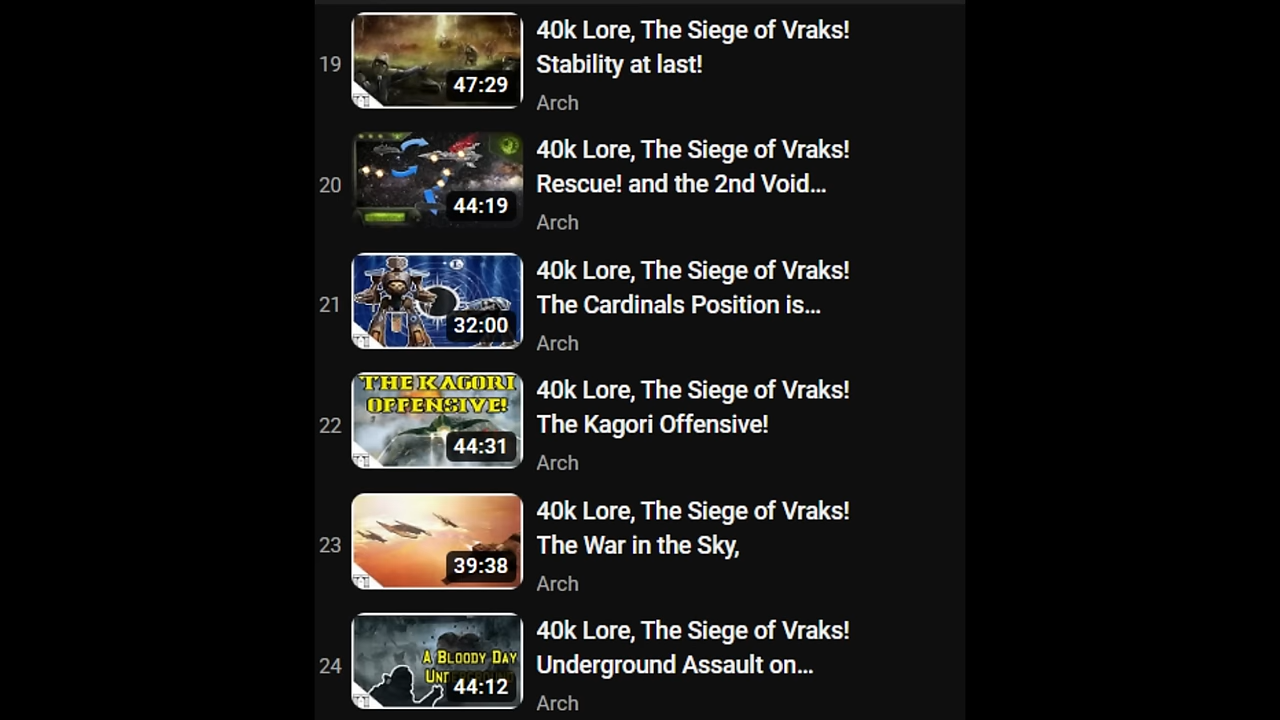 19
47:29
40k Lore, The Siege of Vraks!
Stability at last!
Arch
20
44:19
40k Lore, The Siege of Vraks!
Rescue! and the 2nd Void...
Arch
21
32:00
40k Lore, The Siege of Vraks!
The Cardinals Position is...
Arch
22
THE KAGORI
OFFENSIVE!
44:31
40k Lore, The Siege of Vraks!
The Kagori Offensive!
Arch
23
39:38
40k Lore, The Siege of Vraks!
The War in the Sky,
Arch
24
A BLOODY DAY
44:12
40k Lore, The Siege of Vraks!
Underground Assault on...
Arch